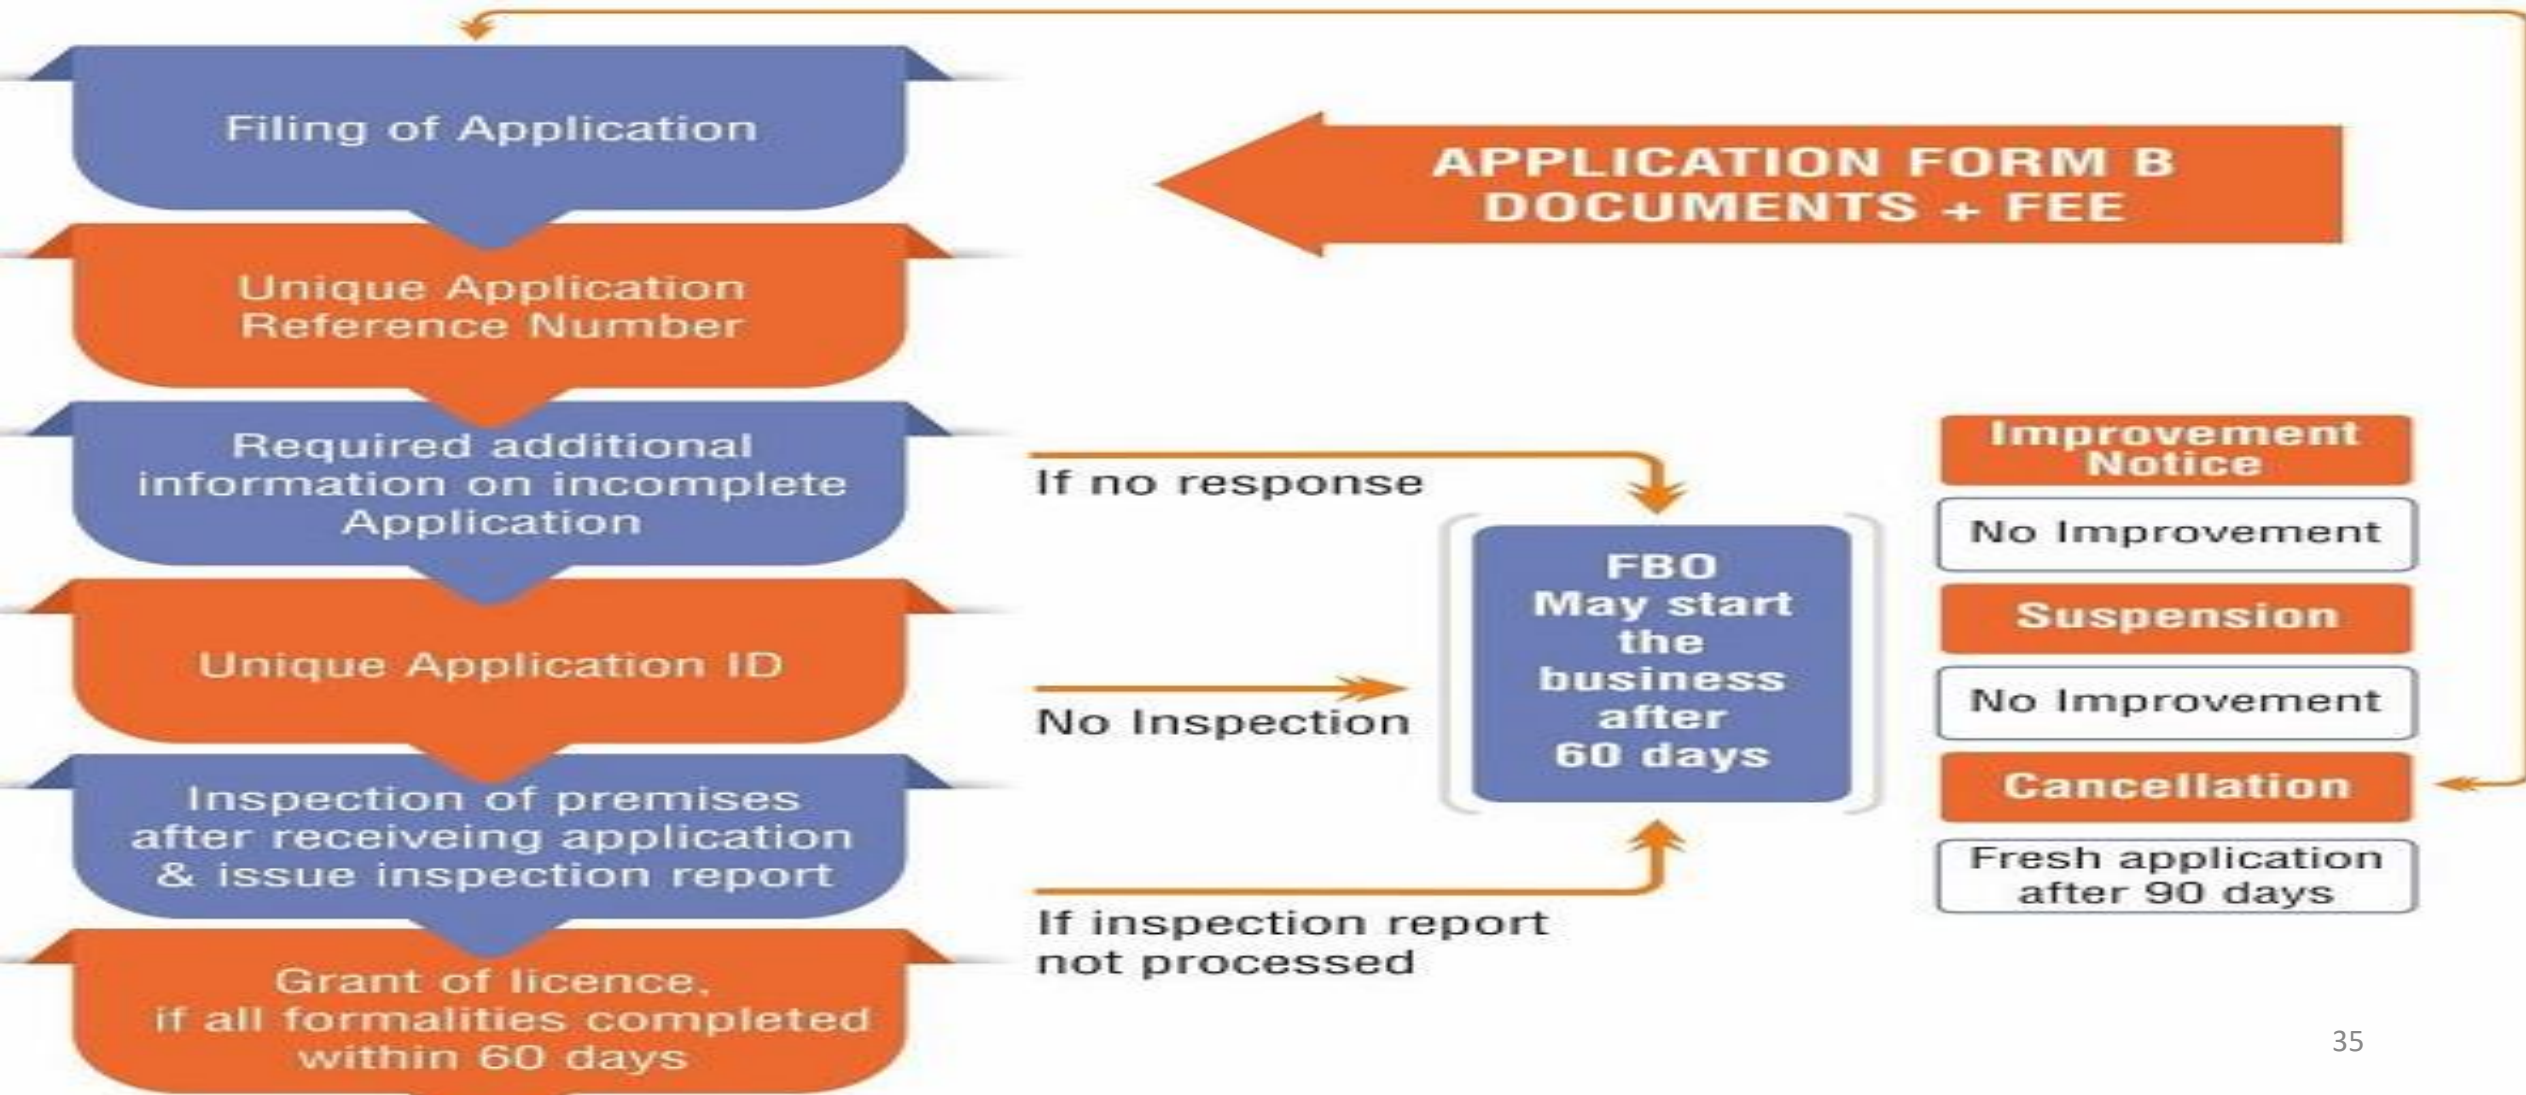 Filing of Application
APPLICATION FORM B
DOCUMENTS + FEE
Unique Application
Reference Number
Required additional
information on incomplete
Application
If no response
Unique Application ID
No Inspection
Inspection of premises
after receiveing application
& issue inspection report
If inspection report
not processed
Grant of licence,
if all formalities completed
within 60 days
FBO
May start
the
business
after
60 days
Improvement
Notice
No Improvement
Suspension
No Improvement
Cancellation
Fresh application
after 90 days
35